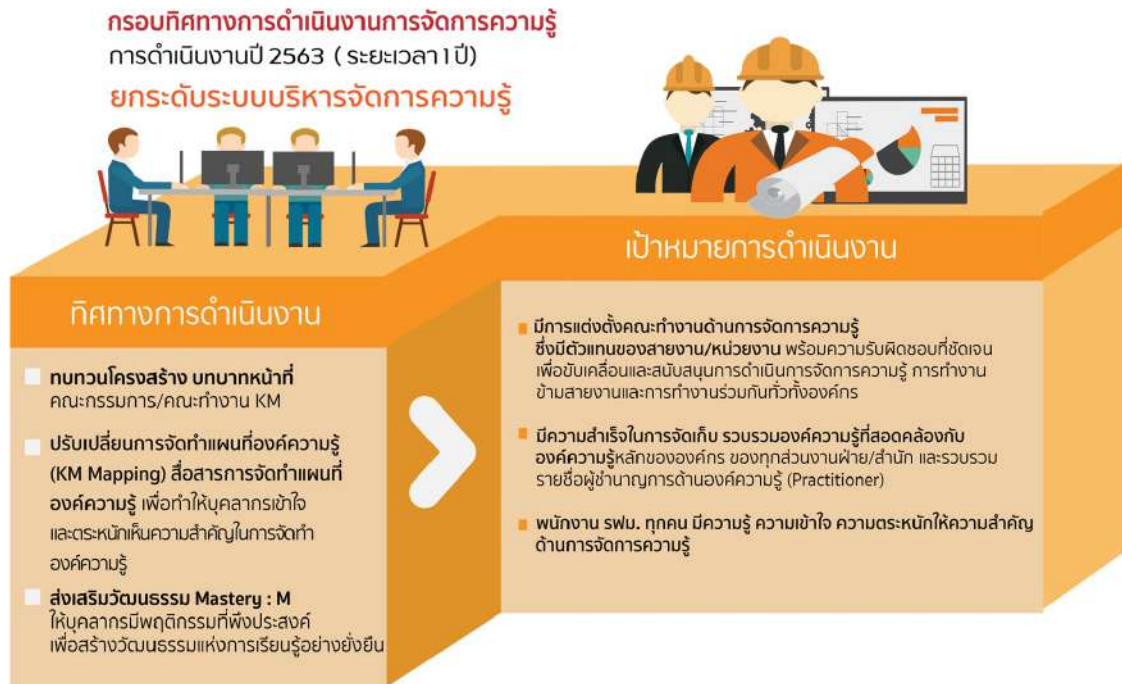 กรอบทิศทางการดำเนินงานการจัดการความรู้
การดำเนินงานปี 2563 ( ระยะเวลา 1 ปี)
ยกระดับระบบบริหารจัดการความรู้
ทิศทางการดำเนินงาน
ทบทวนโครงสร้าง บทบาทหน้าที่
คณะกรรมการ/คณะทำงาน KM
ปรับเปลี่ยนการจัดทำแผนที่องค์ความรู้
(KM Mapping) สื่อสารการจัดทำแผนที่
องค์ความรู้ เพื่อทำให้บุคลากรเข้าใจ
และตระหนักเห็นความสำคัญในการจัดทำ
องค์ความรู้
ส่งเสริมวัฒนธรรม Mastery : M
ให้บุคลากรมีพฤติกรรมที่พึงประสงค์
เพื่อสร้างวัฒนธรรมแห่งการเรียนรู้อย่างยั่งยืน
เป้าหมายการดำเนินงาน
มีการแต่งตั้งคณะทำงานด้านการจัดการความรู้
ซึ่งมีตัวแทนของสายงาน/หน่วยงาน พร้อมความรับผิดชอบที่ชัดเจน
เพื่อขับเคลื่อนและสนับสนุนการดำเนินการจัดการความรู้ การทำงาน
ข้ามสายงานและการทำงานร่วมกันทั่วทั้งองค์กร
มีความสำเร็จในการจัดเก็บ รวบรวมองค์ความรู้ที่สอดคล้องกับ
องค์ความรู้หลักขององค์กร ของทุกส่วนงานฝ่าย/สำนัก และรวบรวม
รายชื่อผู้ชำนาญการด้านองค์ความรู้ (Practitioner)
พนักงาน รฟม. ทุกคน มีความรู้ ความเข้าใจ ความตระหนักให้ความสำคัญ
ด้านการจัดการความรู้